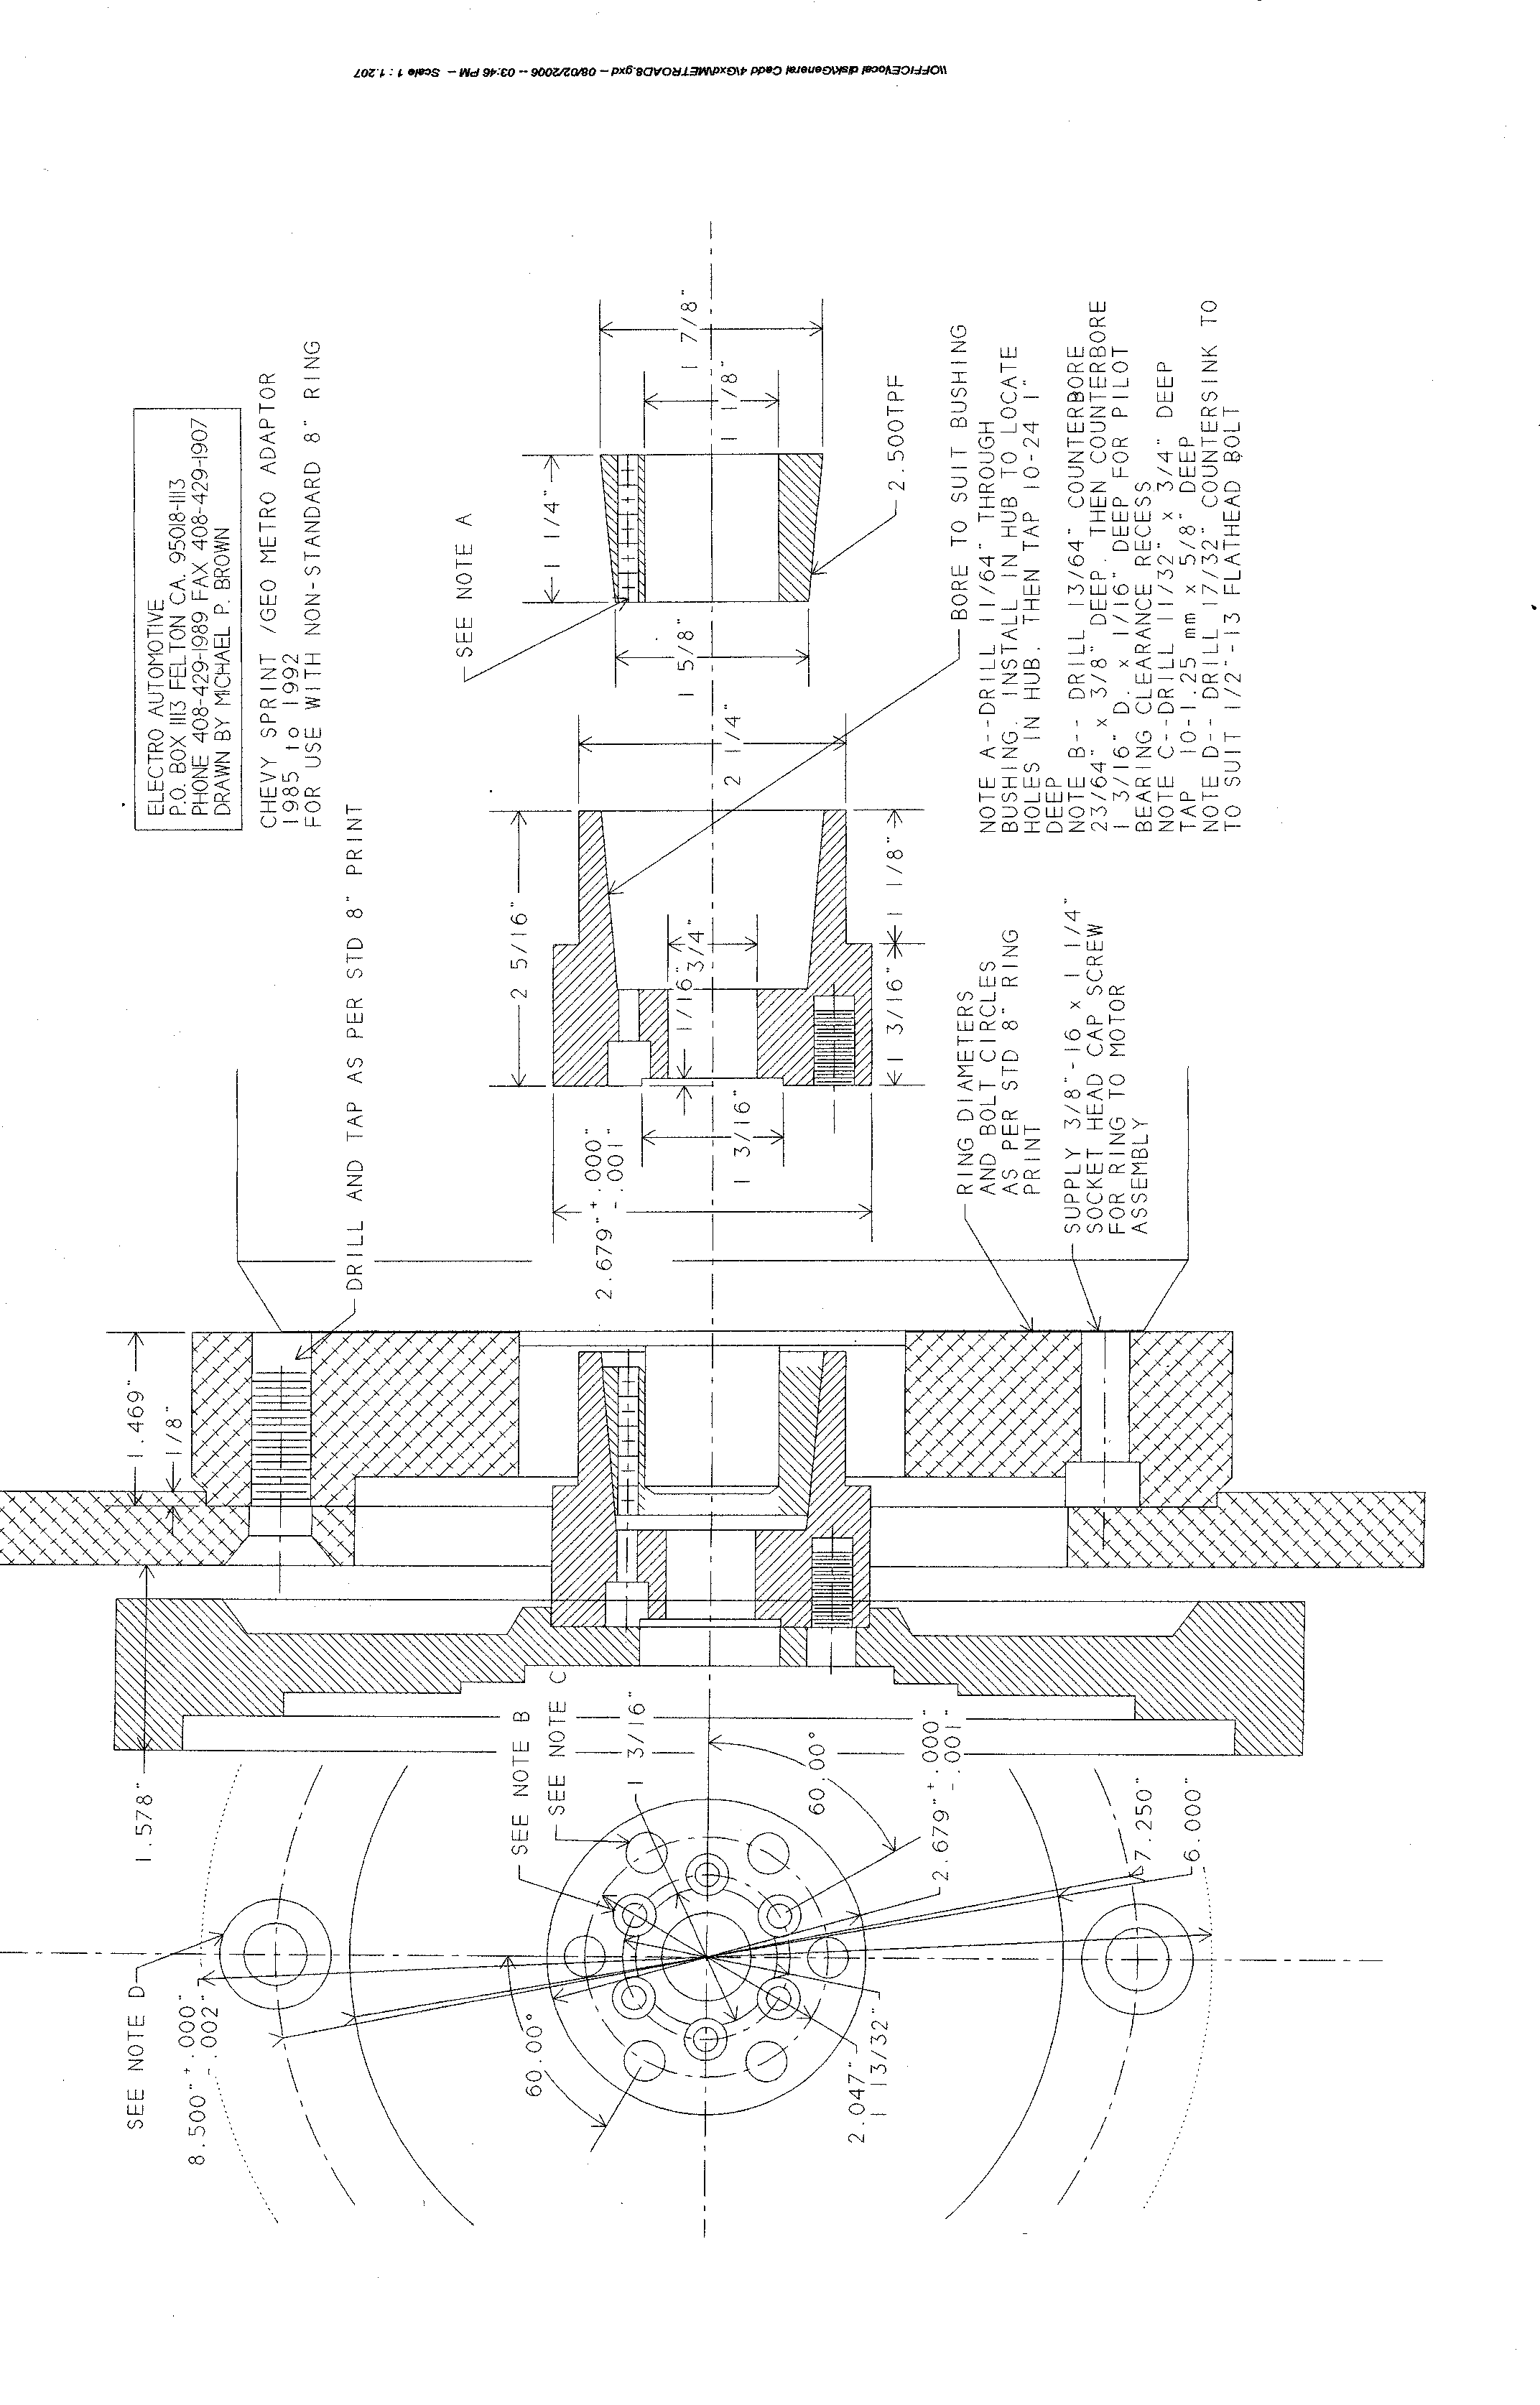 \\OFFICE\local disk\General Cadd 4\Gxd\METROAD8.gxd – 08/02/2006 -- 03:46 PM – Scale 1 : 1.207
ELECTRO AUTOMOTIVE
P.O. BOX 1113 FELTON CA. 95018-1113
PHONE 408-429-1989 FAX 408-429-1907
DRAWN BY MICHAEL P. BROWN
CHEVY SPRINT /GEO METRO ADAPTOR
1985 to 1992
FOR USE WITH NON-STANDARD 8" RING
DRILL AND TAP AS PER STD 8" PRINT
SEE NOTE A
1 1/4"
1 5/8"
1 7/8"
1 1/8"
2.500TPF
BORE TO SUIT BUSHING
2 5/16"
2 1/4"
1/16"
3/4"
1 3/16"
1 3/16"
1 1/8"
2.679" +.000"
-.001"
NOTE A--DRILL 11/64" THROUGH
BUSHING. INSTALL IN HUB TO LOCATE
HOLES IN HUB. THEN TAP 10-24 1"
DEEP
NOTE B-- DRILL 13/64" COUNTERBORE
23/64" x 3/8" DEEP. THEN COUNTERBORE
1 3/16" D. x 1/16" DEEP FOR PILOT
BEARING CLEARANCE RECESS
NOTE C--DRILL 11/32" x 3/4" DEEP
TAP 10-1.25 mm x 5/8" DEEP
NOTE D-- DRILL 17/32" COUNTERSINK TO
TO SUIT 1/2"-13 FLATHEAD BOLT
RING DIAMETERS
AND BOLT CIRCLES
AS PER STD 8" RING
PRINT
SUPPLY 3/8"-16 x 1 1/4"
SOCKET HEAD CAP SCREW
FOR RING TO MOTOR
ASSEMBLY
1.469"
1/8"
1.578"
SEE NOTE B
SEE NOTE C
1 3/16"
60.00°
2.679" +.000"
-.001"
7.250"
6.000"
SEE NOTE D
8.500" +.000"
-.002"
60.00°
2.047"
1 13/32"